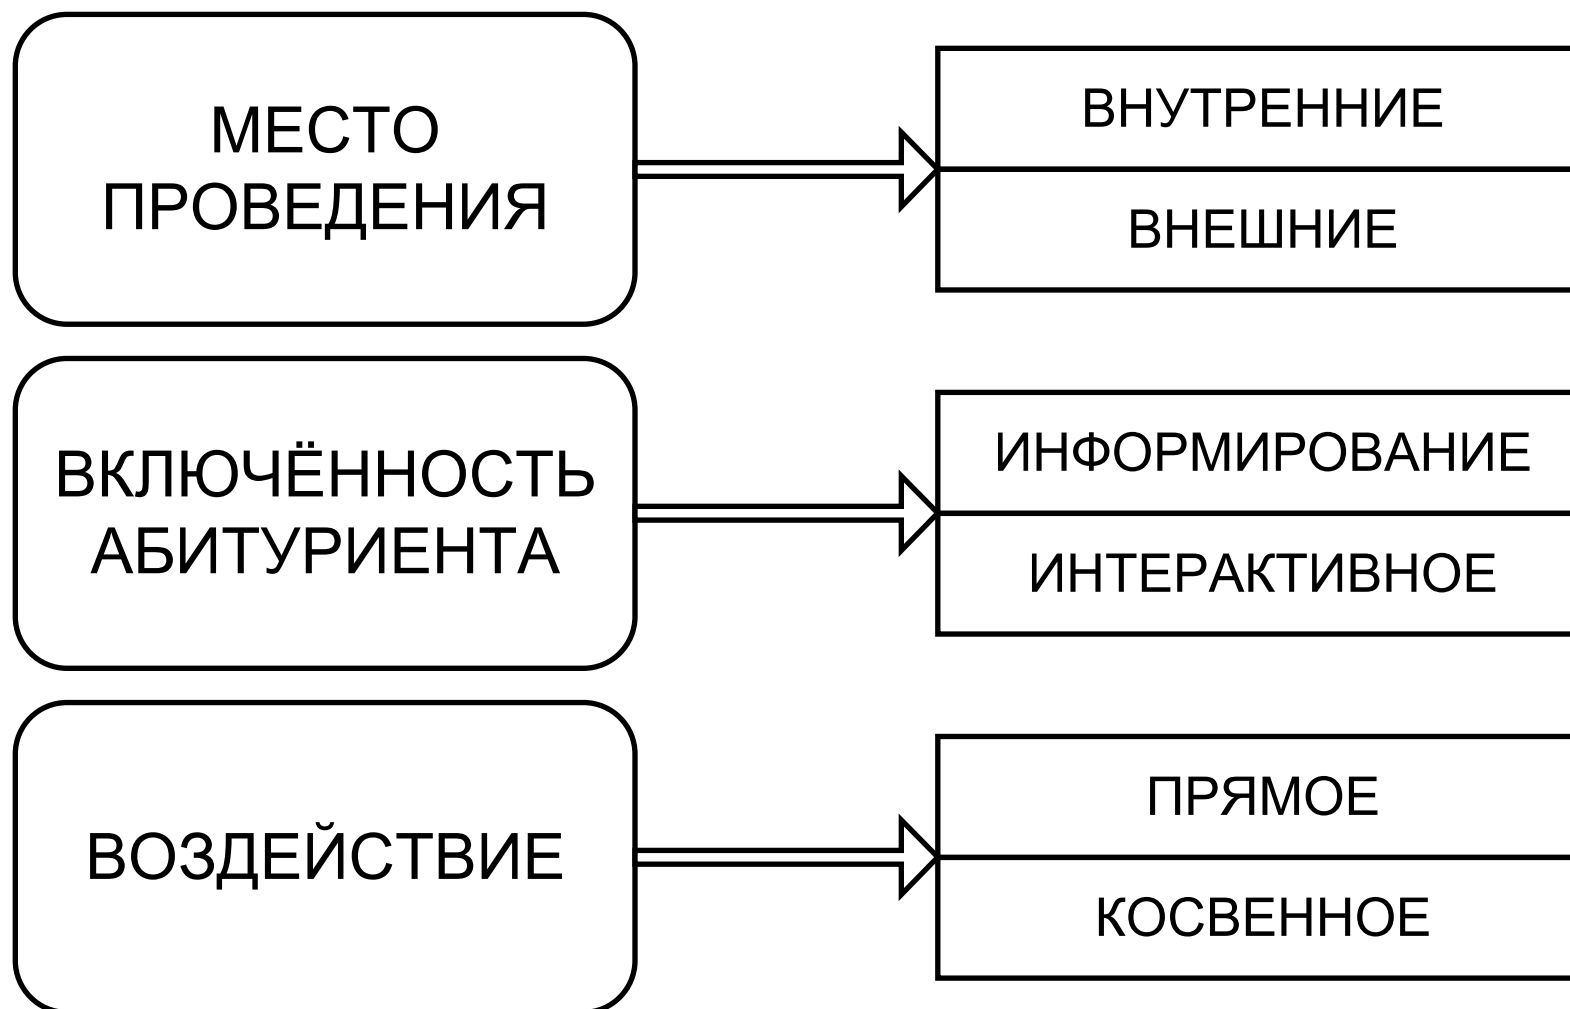 МЕСТО
ПРОВЕДЕНИЯ
ВНУТРЕННИЕ
ВНЕШНИЕ
ВКЛЮЧЁННОСТЬ
АБИТУРИЕНТА
ИНФОРМИРОВАНИЕ
ИНТЕРАКТИВНОЕ
ВОЗДЕЙСТВИЕ
ПРЯМОЕ
КОСВЕННОЕ